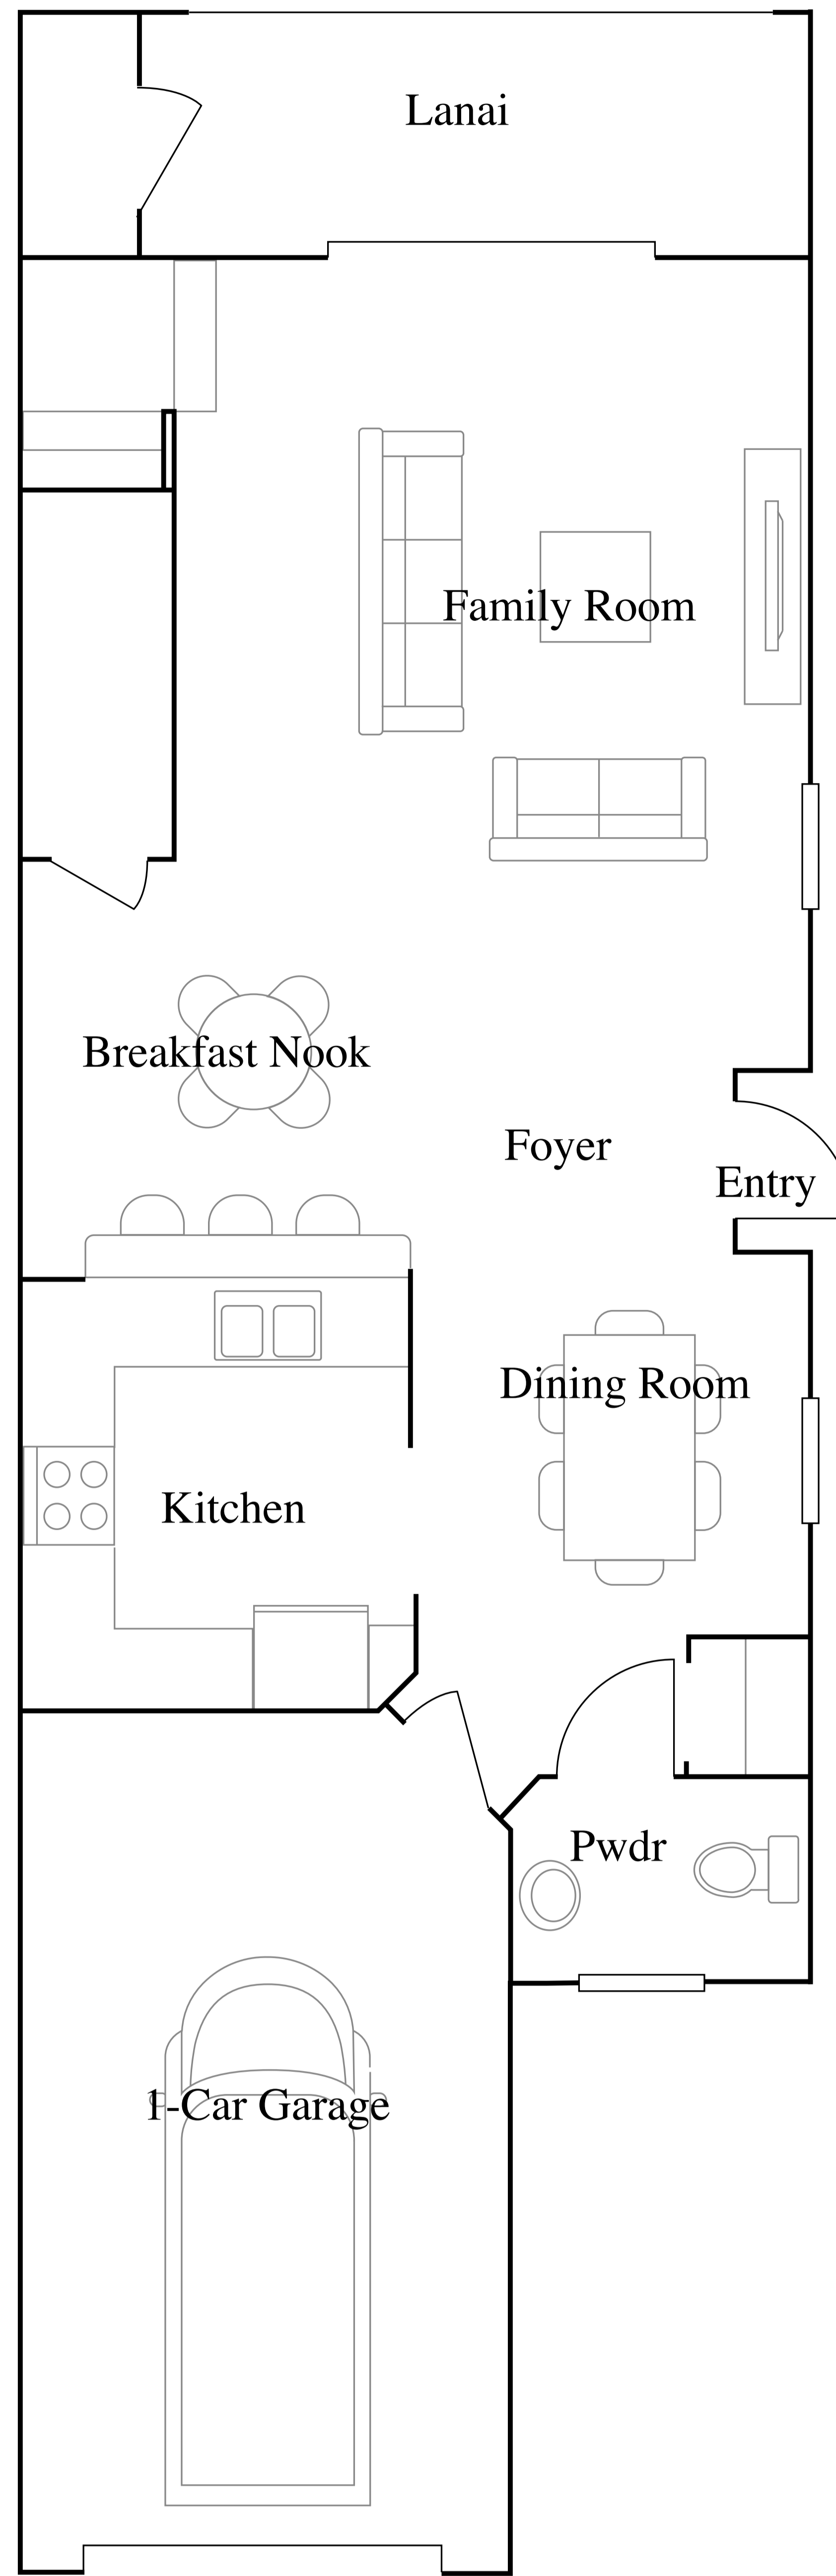 Lanai
Family Room
Breakfast Nook
Foyer
Entry
Dining Room
Kitchen
Pwdr
1-Car Garage